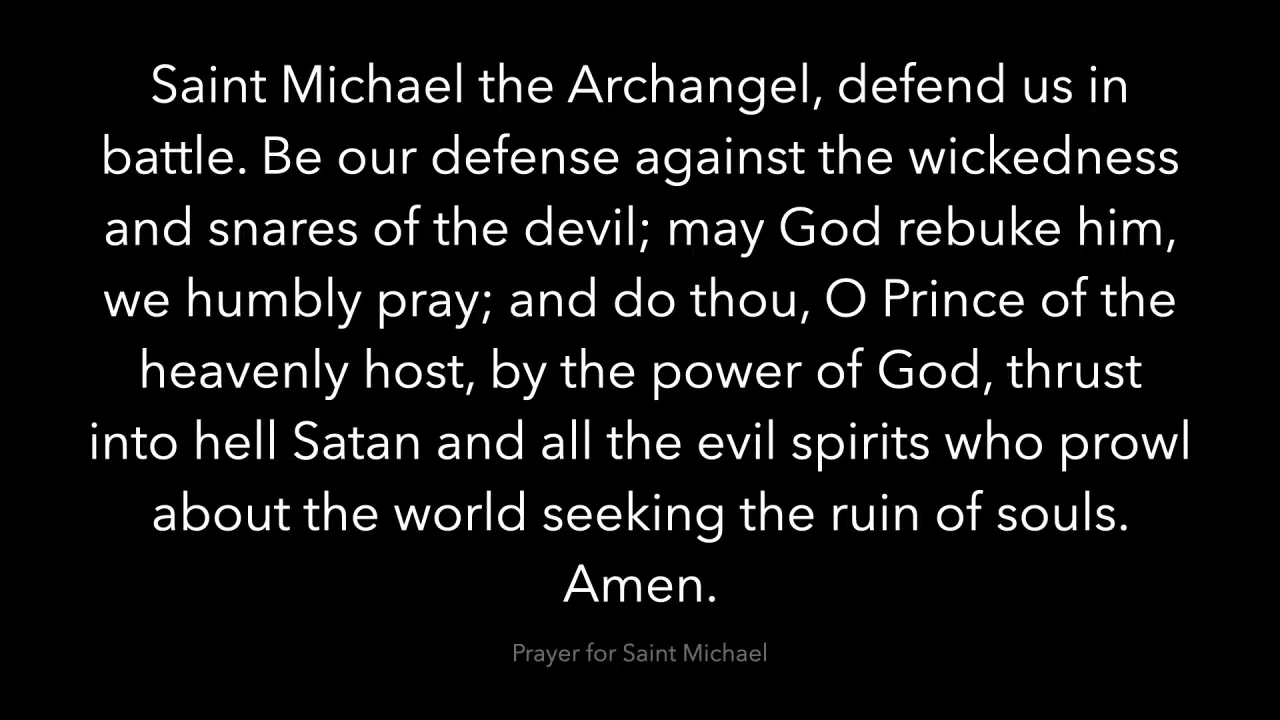 Saint Michael the Archangel, defend us in
battle. Be our defense against the wickedness
and snares of the devil; may God rebuke him,
we humbly pray; and do thou, O Prince of the
heavenly host, by the power of God, thrust
into hell Satan and all the evil spirits who prowl
about the world seeking the ruin of souls.
Amen.
Prayer for Saint Michael